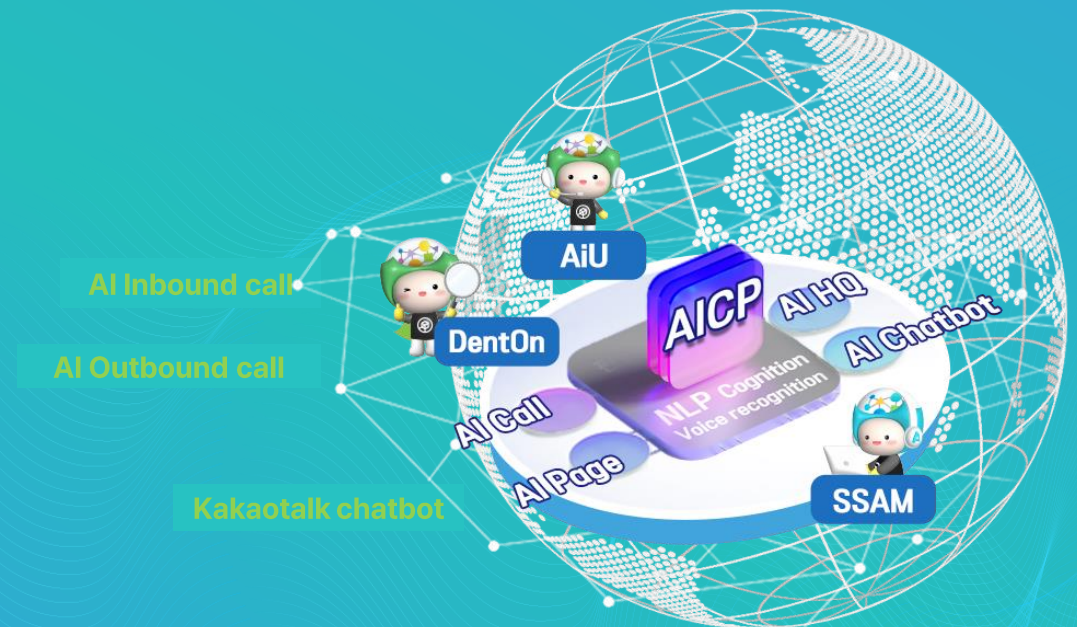 AiU
AI Inbound call
DentOn
AICP
AI HQ
AI Chatbot
AI Outbound call
NLP Cognition
Voice recognition
AI Call
AI Page
SSAM
Kakaotalk chatbot